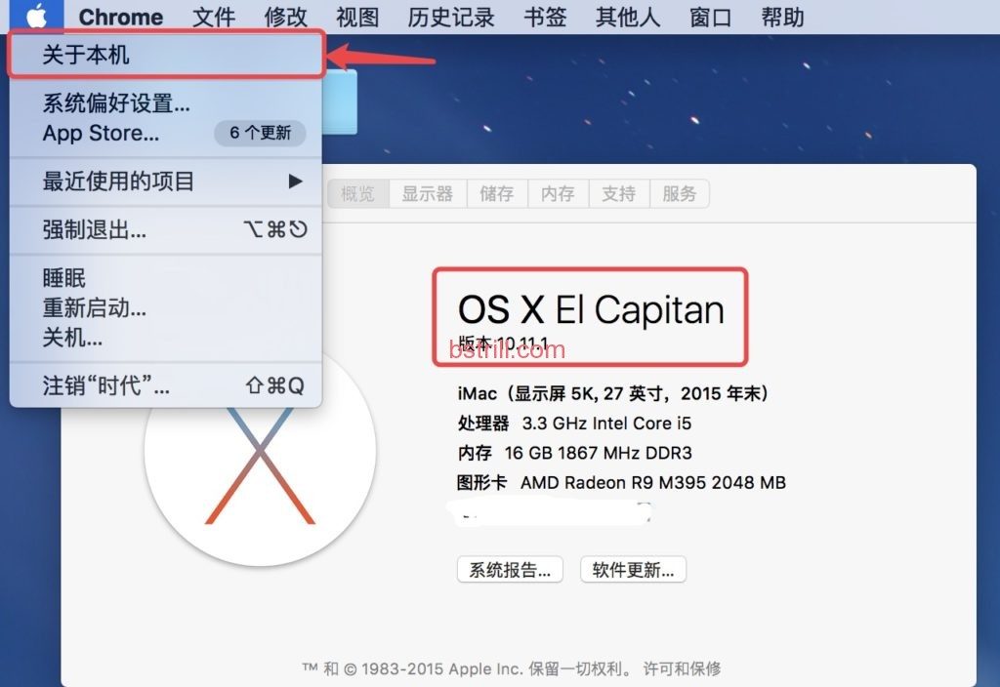 Chrome 文件 修改 视图 历史记录 书签 其他人 窗口 帮助
关于本机
系统偏好设置...
App Store... 6 个更新
最近使用的项目 ▶
强制退出... ⌥⌘⎋
睡眠
重新启动...
关机...
注销“时代”... ⇧⌘Q
概览 显示器 储存 内存 支持 服务
OS X El Capitan
版本 10.11.1
bstrill.com
iMac（显示屏 5K, 27 英寸，2015 年末）
处理器 3.3 GHz Intel Core i5
内存 16 GB 1867 MHz DDR3
图形卡 AMD Radeon R9 M395 2048 MB
系统报告... 软件更新...
™ 和 © 1983-2015 Apple Inc. 保留一切权利。 许可和保修